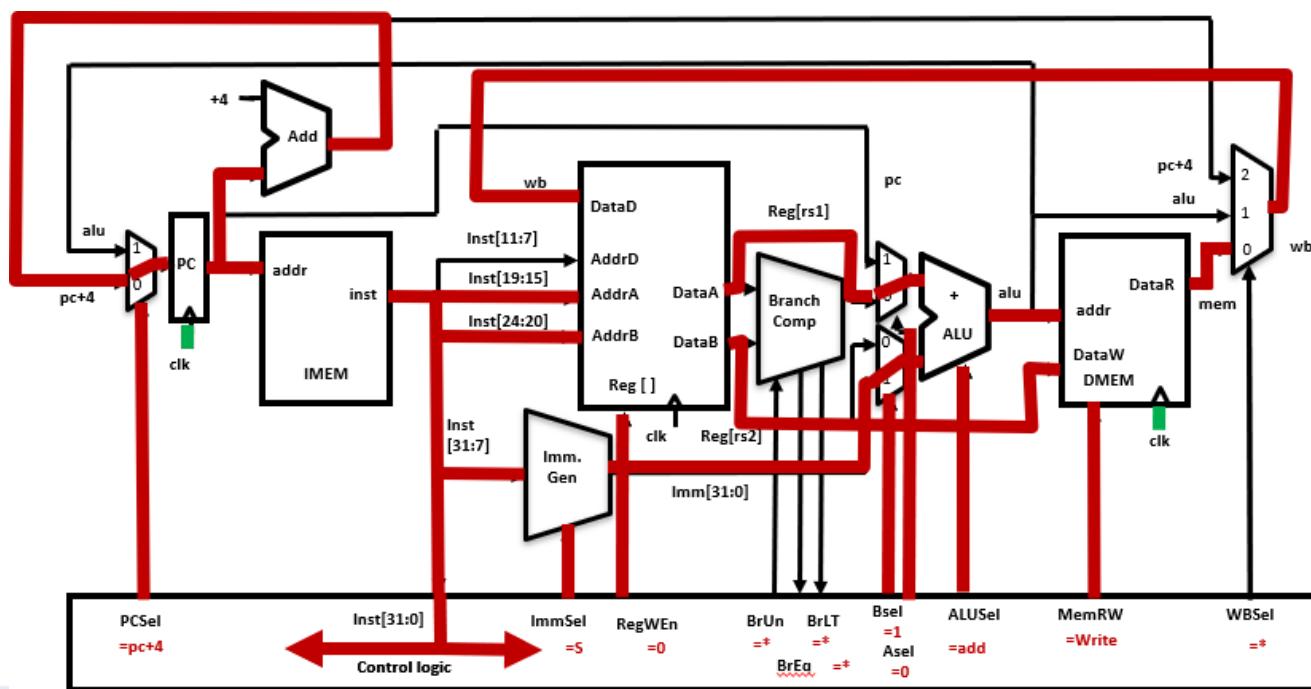 +4
Add
wb
pc
pc+4
2
alu
1
0
wb
alu
1
0
pc+4
PC
clk
addr
inst
IMEM
Inst[11:7]
Inst[19:15]
Inst[24:20]
DataD
AddrD
AddrA
AddrB
DataA
DataB
Reg [ ]
clk
Reg[rs1]
Reg[rs2]
Branch
Comp
1
0
0
1
+
ALU
alu
addr
DataR
DataW
DMEM
clk
mem
Inst
[31:7]
Imm.
Gen
Imm[31:0]
PCSel
=pc+4
Inst[31:0]
Control logic
ImmSel
=S
RegWEn
=0
BrUn
=*
BrEq
=*
BrLT
=*
Bsel
=1
Asel
=0
ALUSel
=add
MemRW
=Write
WBSel
=*